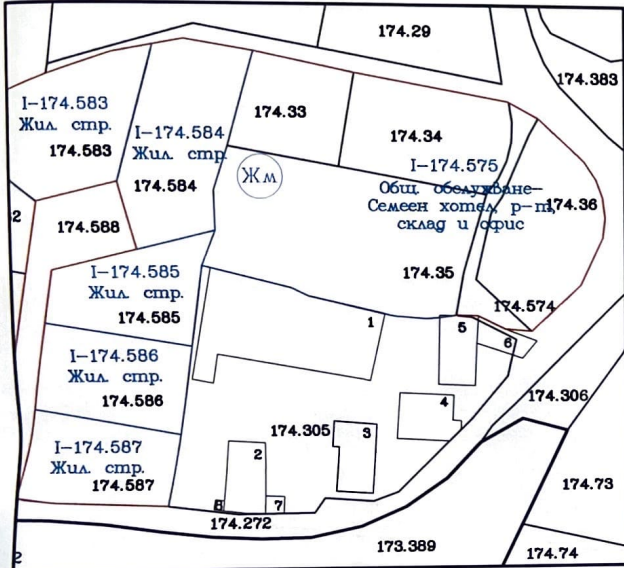 174.29
174.383
I-174.583
Жил. стр.
174.583
I-174.584
Жил. стр.
174.584
174.33
174.34
Жм
I-174.575
Общ. обслужване-
Семеен хотел, р-т,
склад и офис
174.36
2
174.588
174.35
174.574
I-174.585
Жил. стр.
174.585
1
5
6
I-174.586
Жил. стр.
174.586
4
174.306
174.305
3
I-174.587
Жил. стр.
174.587
2
8
7
174.272
174.73
173.389
174.74
2